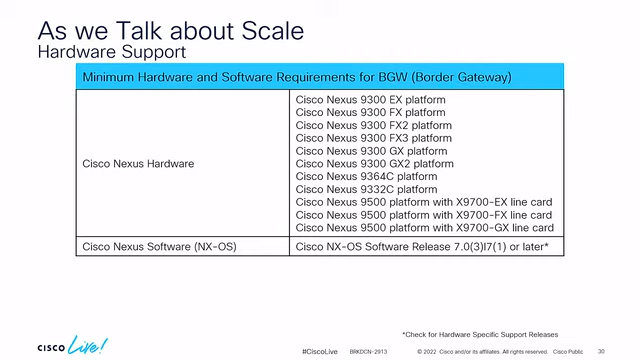 As we Talk about Scale
Hardware Support
Minimum Hardware and Software Requirements for BGW (Border Gateway)
Cisco Nexus Hardware
Cisco Nexus 9300 EX platform
Cisco Nexus 9300 FX platform
Cisco Nexus 9300 FX2 platform
Cisco Nexus 9300 FX3 platform
Cisco Nexus 9300 GX platform
Cisco Nexus 9300 GX2 platform
Cisco Nexus 9364C platform
Cisco Nexus 9332C platform
Cisco Nexus 9500 platform with X9700-EX line card
Cisco Nexus 9500 platform with X9700-FX line card
Cisco Nexus 9500 platform with X9700-GX line card
Cisco Nexus Software (NX-OS)
Cisco NX-OS Software Release 7.0(3)I7(1) or later*
*Check for Hardware Specific Support Releases
CISCO Live!
#CiscoLive
BRKDCN-2913
© 2022 Cisco and/or its affiliates. All rights reserved. Cisco Public
30